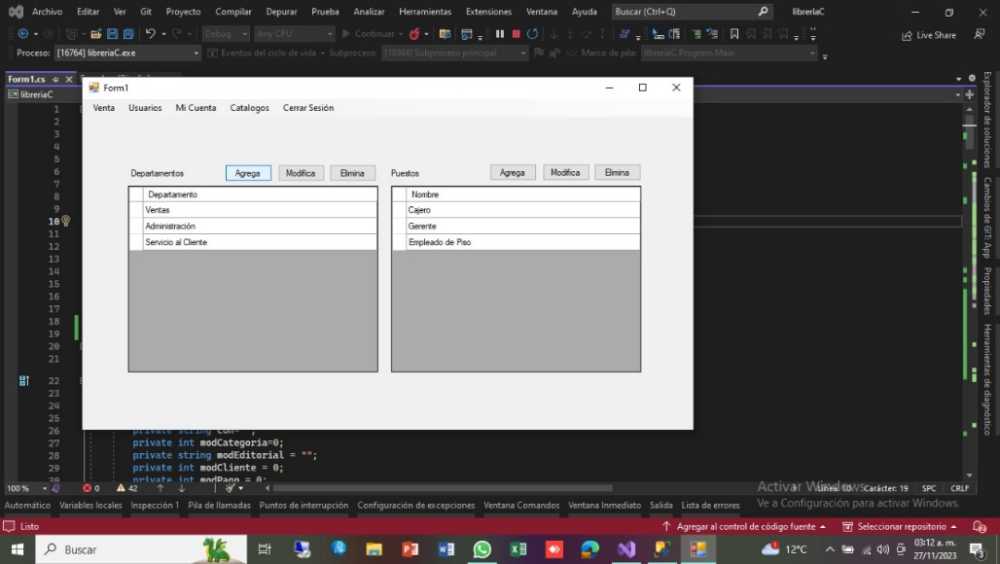 Archivo Editar Ver Git Proyecto Compilar Depurar Prueba Analizar Herramientas Extensiones Ventana Ayuda Buscar (Ctrl+Q) libreriaC
Debug Any CPU Continuar Live Share
Proceso: [16764] libreriaC.exe Eventos del ciclo de vida Subproceso: [18984] Subproceso principal Marco de pila: libreriaC.Program.Main
Form1.cs
libreriaC
Form1
Venta Usuarios Mi Cuenta Catalogos Cerrar Sesión
Departamentos Agrega Modifica Elimina Puestos Agrega Modifica Elimina
Departamento Nombre
Ventas Cajero
Administración Gerente
Servicio al Cliente Empleado de Piso
1
2
3
4
5
6
7
8
9
10
11
12
13
14
15
16
17
18
19
20
21
22
23
24
25
26 private string con= "";
27 private int modCategoria=0;
28 private string modEditorial = "";
29 private int modCliente = 0;
30 private int modPago = 0;
Explorador de soluciones
Cambios de GIT: App
Propiedades
Herramientas de diagnóstico
100 % 0 42 Línea: 10 Carácter: 19 SPC CRLF
Activar Windows
Ve a Configuración para activar Windows.
Automático Variables locales Inspección 1 Pila de llamadas Puntos de interrupción Configuración de excepciones Ventana Comandos Ventana Inmediato Salida Lista de errores
Listo Agregar al control de código fuente Seleccionar repositorio 2
Buscar 12°C 03:12 a. m.
27/11/2023 3